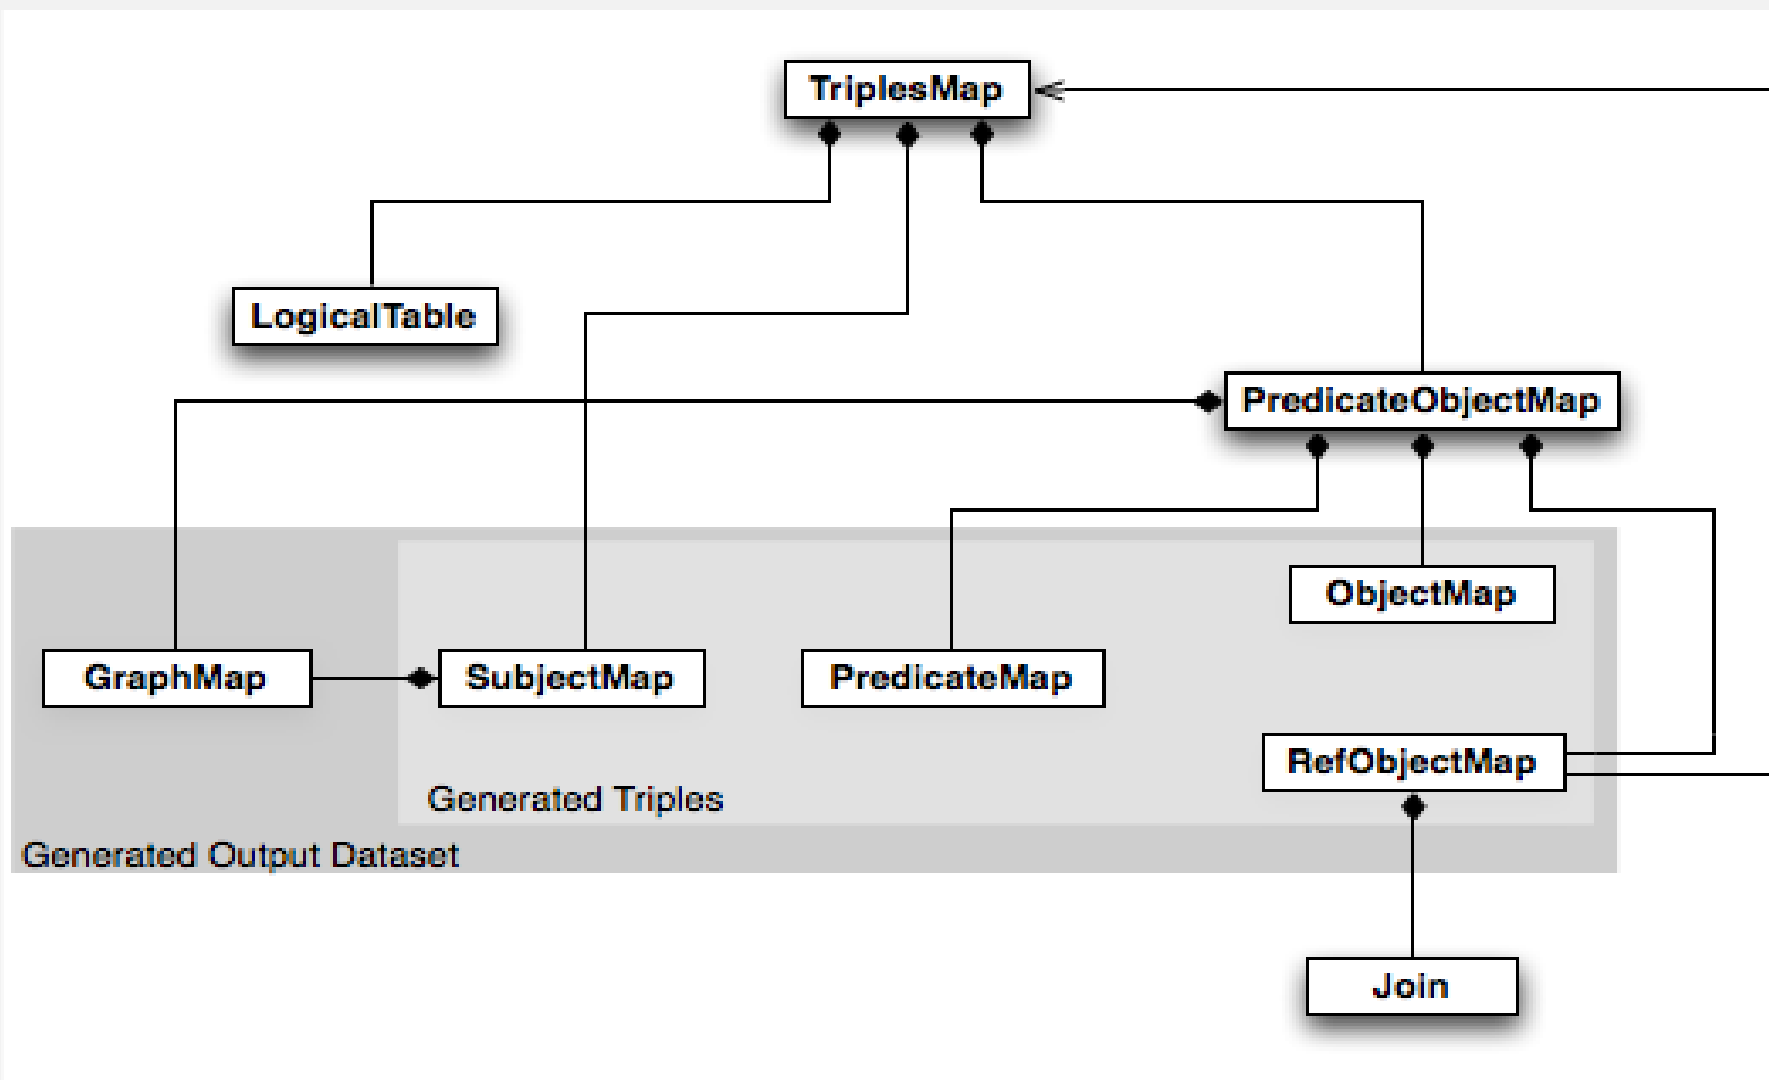 TriplesMap
LogicalTable
PredicateObjectMap
ObjectMap
GraphMap
SubjectMap
PredicateMap
RefObjectMap
Generated Triples
Generated Output Dataset
Join